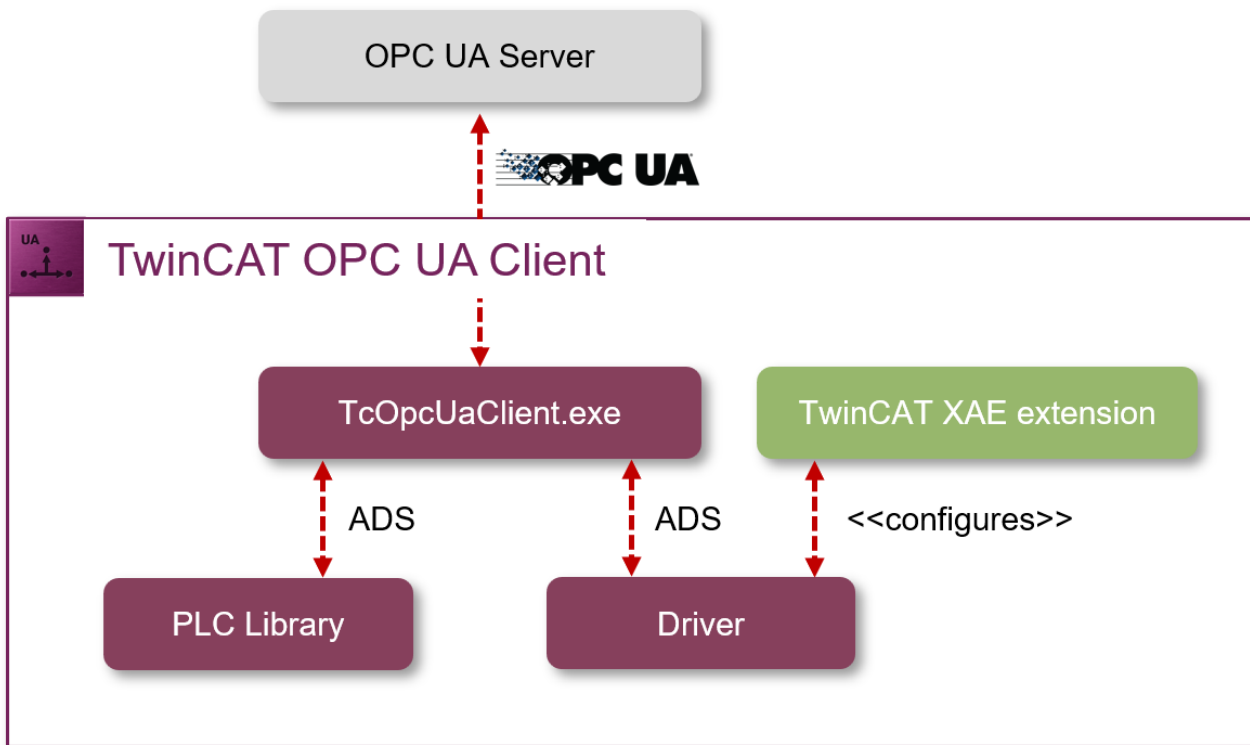 OPC UA Server
OPC UA
UA
TwinCAT OPC UA Client
TcOpcUaClient.exe
TwinCAT XAE extension
ADS
ADS
<<configures>>
PLC Library
Driver